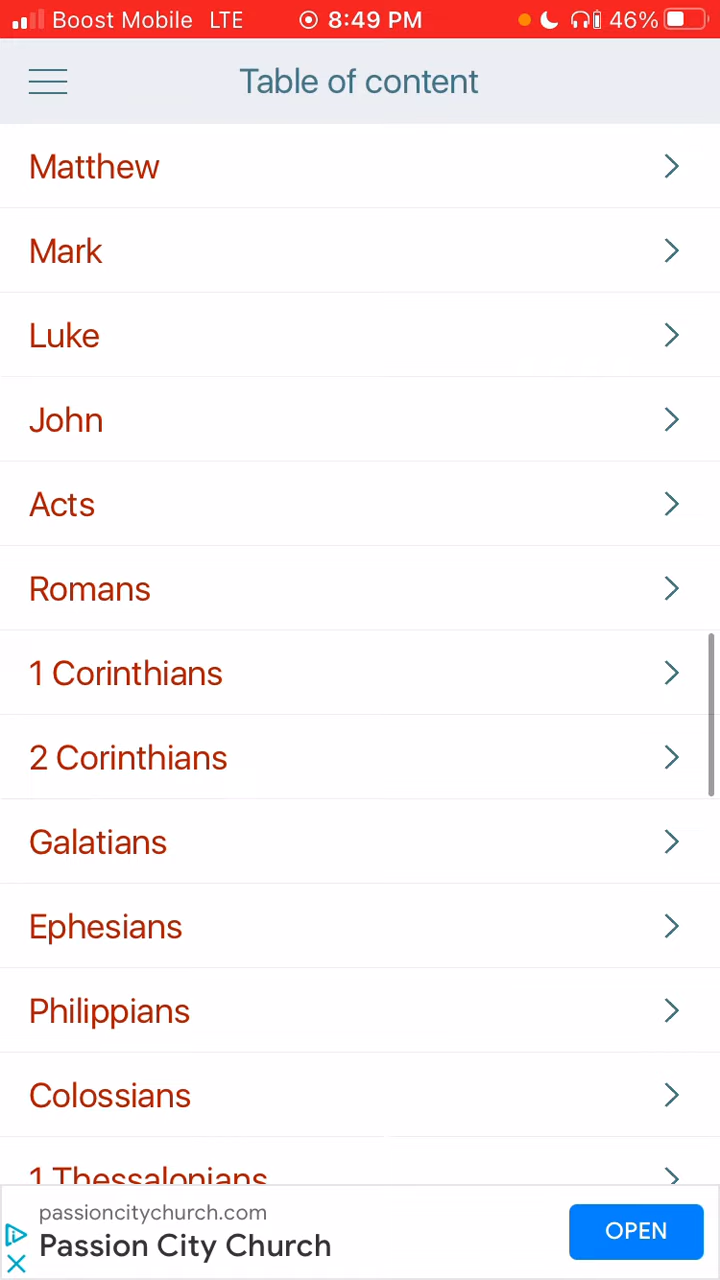 Boost Mobile LTE 8:49 PM 46%
Table of content
Matthew
Mark
Luke
John
Acts
Romans
1 Corinthians
2 Corinthians
Galatians
Ephesians
Philippians
Colossians
1 Thessalonians
passioncitychurch.com
Passion City Church
OPEN